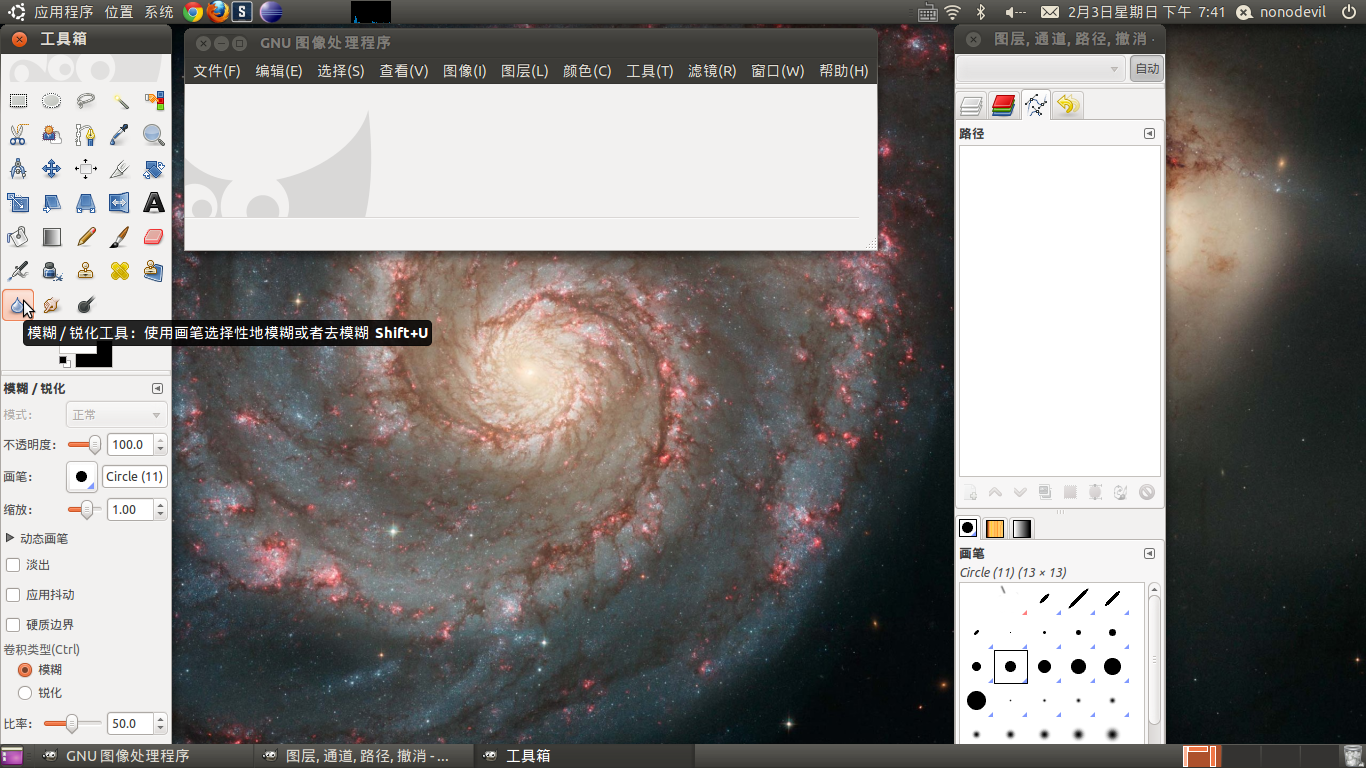 应用程序 位置 系统 S 2月3日星期日 下午 7:41 nonodevil
工具箱
GNU 图像处理程序
文件(F) 编辑(E) 选择(S) 查看(V) 图像(I) 图层(L) 颜色(C) 工具(T) 滤镜(R) 窗口(W) 帮助(H)
图层, 通道, 路径, 撤消 -
自动
路径
A
模糊 / 锐化工具：使用画笔选择性地模糊或者去模糊 Shift+U
模糊 / 锐化
模式： 正常
不透明度： 100.0
画笔： Circle (11)
缩放： 1.00
动态画笔
淡出
应用抖动
硬质边界
卷积类型(Ctrl)
模糊
锐化
比率： 50.0
画笔
Circle (11) (13 × 13)
GNU 图像处理程序
图层, 通道, 路径, 撤消 - ...
工具箱